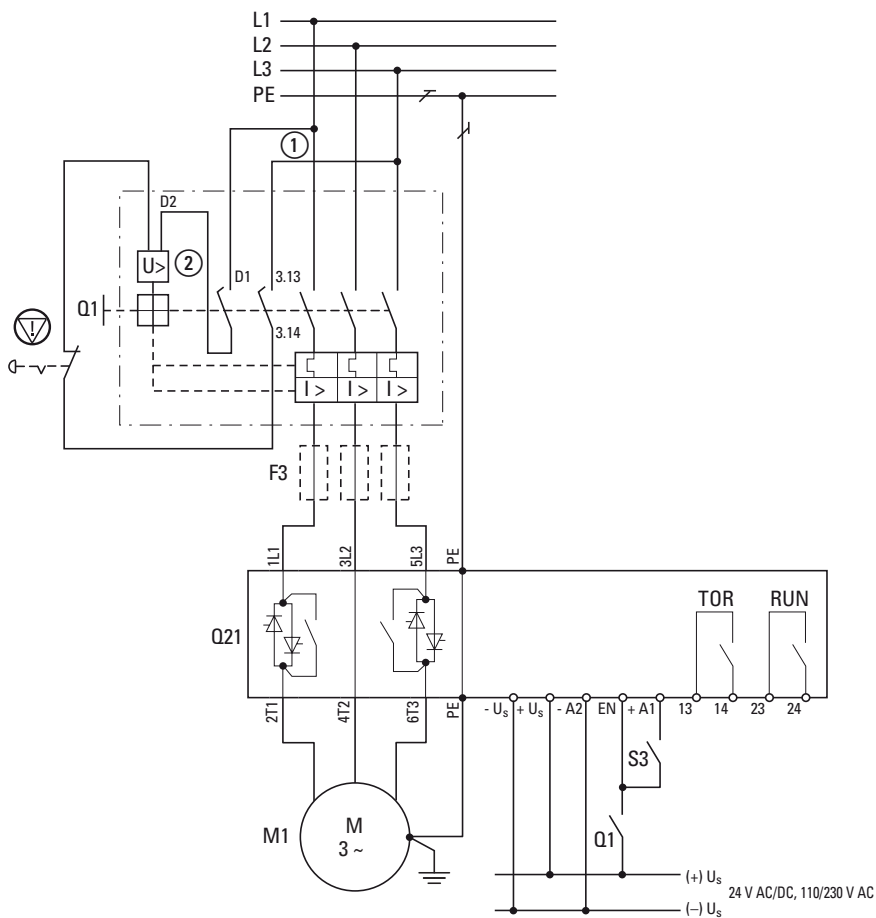 L1
L2
L3
PE
1
D2
U>
2
D1
3.13
Q1
3.14
!
I > I > I >
F3
1L1 3L2 5L3 PE
TOR RUN
Q21
2T1 4T2 6T3 PE
- Us + Us - A2 EN + A1 13 14 23 24
S3
M1
M
3 ~
Q1
(+) Us
24 V AC/DC, 110/230 V AC
(–) Us